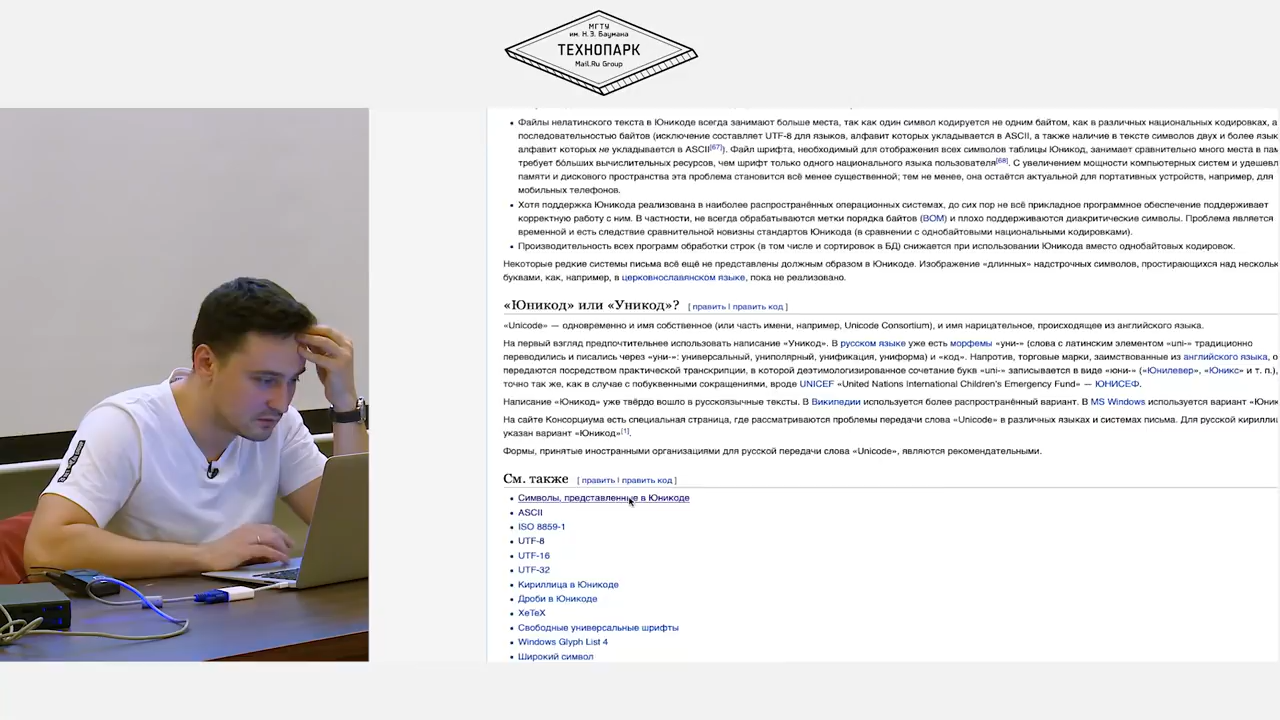 МГТУ
им. Н.Э. Баумана
ТЕХНОПАРК
Mail.Ru Group
Файлы нелатинского текста в Юникоде всегда занимают больше места, так как один символ кодируется не одним байтом, как в различных национальных кодировках, а
последовательностью байтов (исключение составляет UTF-8 для языков, алфавит которых укладывается в ASCII, а также наличие в тексте символов двух и более язык
алфавит которых не укладывается в ASCII[67]). Файл шрифта, необходимый для отображения всех символов таблицы Юникод, занимает сравнительно много места в пам
требует бо́льших вычислительных ресурсов, чем шрифт только одного национального языка пользователя[68]. С увеличением мощности компьютерных систем и удешевл
памяти и дискового пространства эта проблема становится всё менее существенной; тем не менее, она остаётся актуальной для портативных устройств, например, для
мобильных телефонов.
Хотя поддержка Юникода реализована в наиболее распространённых операционных системах, до сих пор не всё прикладное программное обеспечение поддерживает
корректную работу с ним. В частности, не всегда обрабатываются метки порядка байтов (BOM) и плохо поддерживаются диакритические символы. Проблема является
временной и есть следствие сравнительной новизны стандартов Юникода (в сравнении с однобайтовыми национальными кодировками).
Производительность всех программ обработки строк (в том числе и сортировок в БД) снижается при использовании Юникода вместо однобайтовых кодировок.
Некоторые редкие системы письма всё ещё не представлены должным образом в Юникоде. Изображение «длинных» надстрочных символов, простирающихся над нескольк
буквами, как, например, в церковнославянском языке, пока не реализовано.
«Юникод» или «Уникод»? [ править | править код ]
«Unicode» — одновременно и имя собственное (или часть имени, например, Unicode Consortium), и имя нарицательное, происходящее из английского языка.
На первый взгляд предпочтительнее использовать написание «Уникод». В русском языке уже есть морфемы «уни-» (слова с латинским элементом «uni-» традиционно
переводились и писались через «уни-»: универсальный, униполярный, унификация, униформа) и «код». Напротив, торговые марки, заимствованные из английского языка, о
передаются посредством практической транскрипции, в которой деэтимологизированное сочетание букв «uni-» записывается в виде «юни-» («Юнилевер», «Юникс» и т. п.),
точно так же, как в случае с побуквенными сокращениями, вроде UNICEF «United Nations International Children's Emergency Fund» — ЮНИСЕФ.
Написание «Юникод» уже твёрдо вошло в русскоязычные тексты. В Википедии используется более распространённый вариант. В MS Windows используется вариант «Юник
На сайте Консорциума есть специальная страница, где рассматриваются проблемы передачи слова «Unicode» в различных языках и системах письма. Для русской кирилли
указан вариант «Юникод»[1].
Формы, принятые иностранными организациями для русской передачи слова «Unicode», являются рекомендательными.
См. также [ править | править код ]
Символы, представленные в Юникоде
ASCII
ISO 8859-1
UTF-8
UTF-16
UTF-32
Кириллица в Юникоде
Дроби в Юникоде
XeTeX
Свободные универсальные шрифты
Windows Glyph List 4
Широкий символ